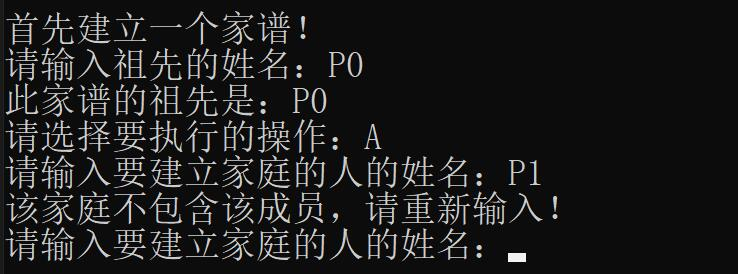 首先建立一个家谱！
请输入祖先的姓名：P0
此家谱的祖先是：P0
请选择要执行的操作：A
请输入要建立家庭的人的姓名：P1
该家庭不包含该成员，请重新输入！
请输入要建立家庭的人的姓名：